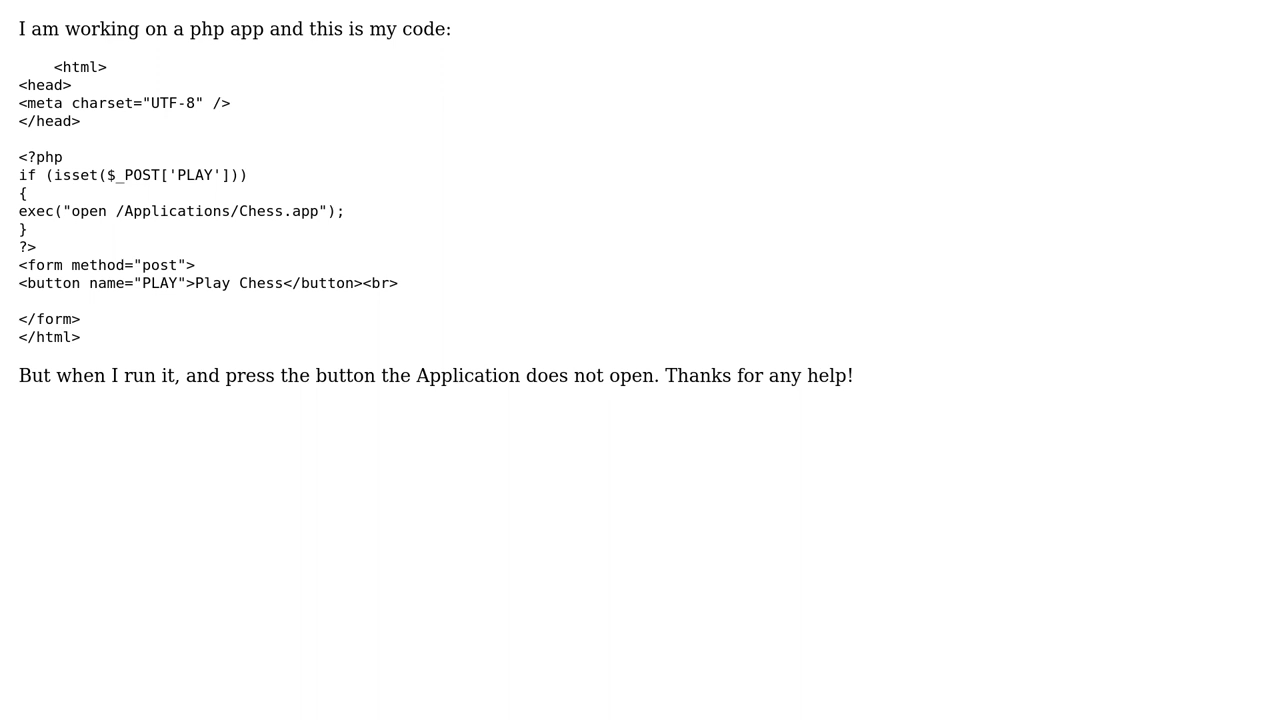 I am working on a php app and this is my code:
<html>
<head>
<meta charset="UTF-8" />
</head>
<?php
if (isset($_POST['PLAY']))
{
exec("open /Applications/Chess.app");
}
?>
<form method="post">
<button name="PLAY">Play Chess</button><br>
</form>
</html>
But when I run it, and press the button the Application does not open. Thanks for any help!